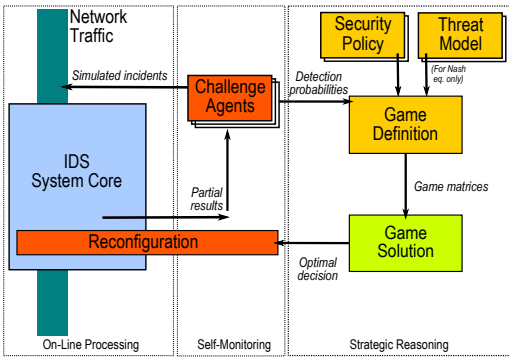 Network
Traffic
Security
Policy
Threat
Model
(For Nash
eq. only)
Simulated incidents
Challenge
Agents
Detection
probabilities
Game
Definition
IDS
System Core
Partial
results
Game matrices
Reconfiguration
Optimal
decision
Game
Solution
On-Line Processing
Self-Monitoring
Strategic Reasoning